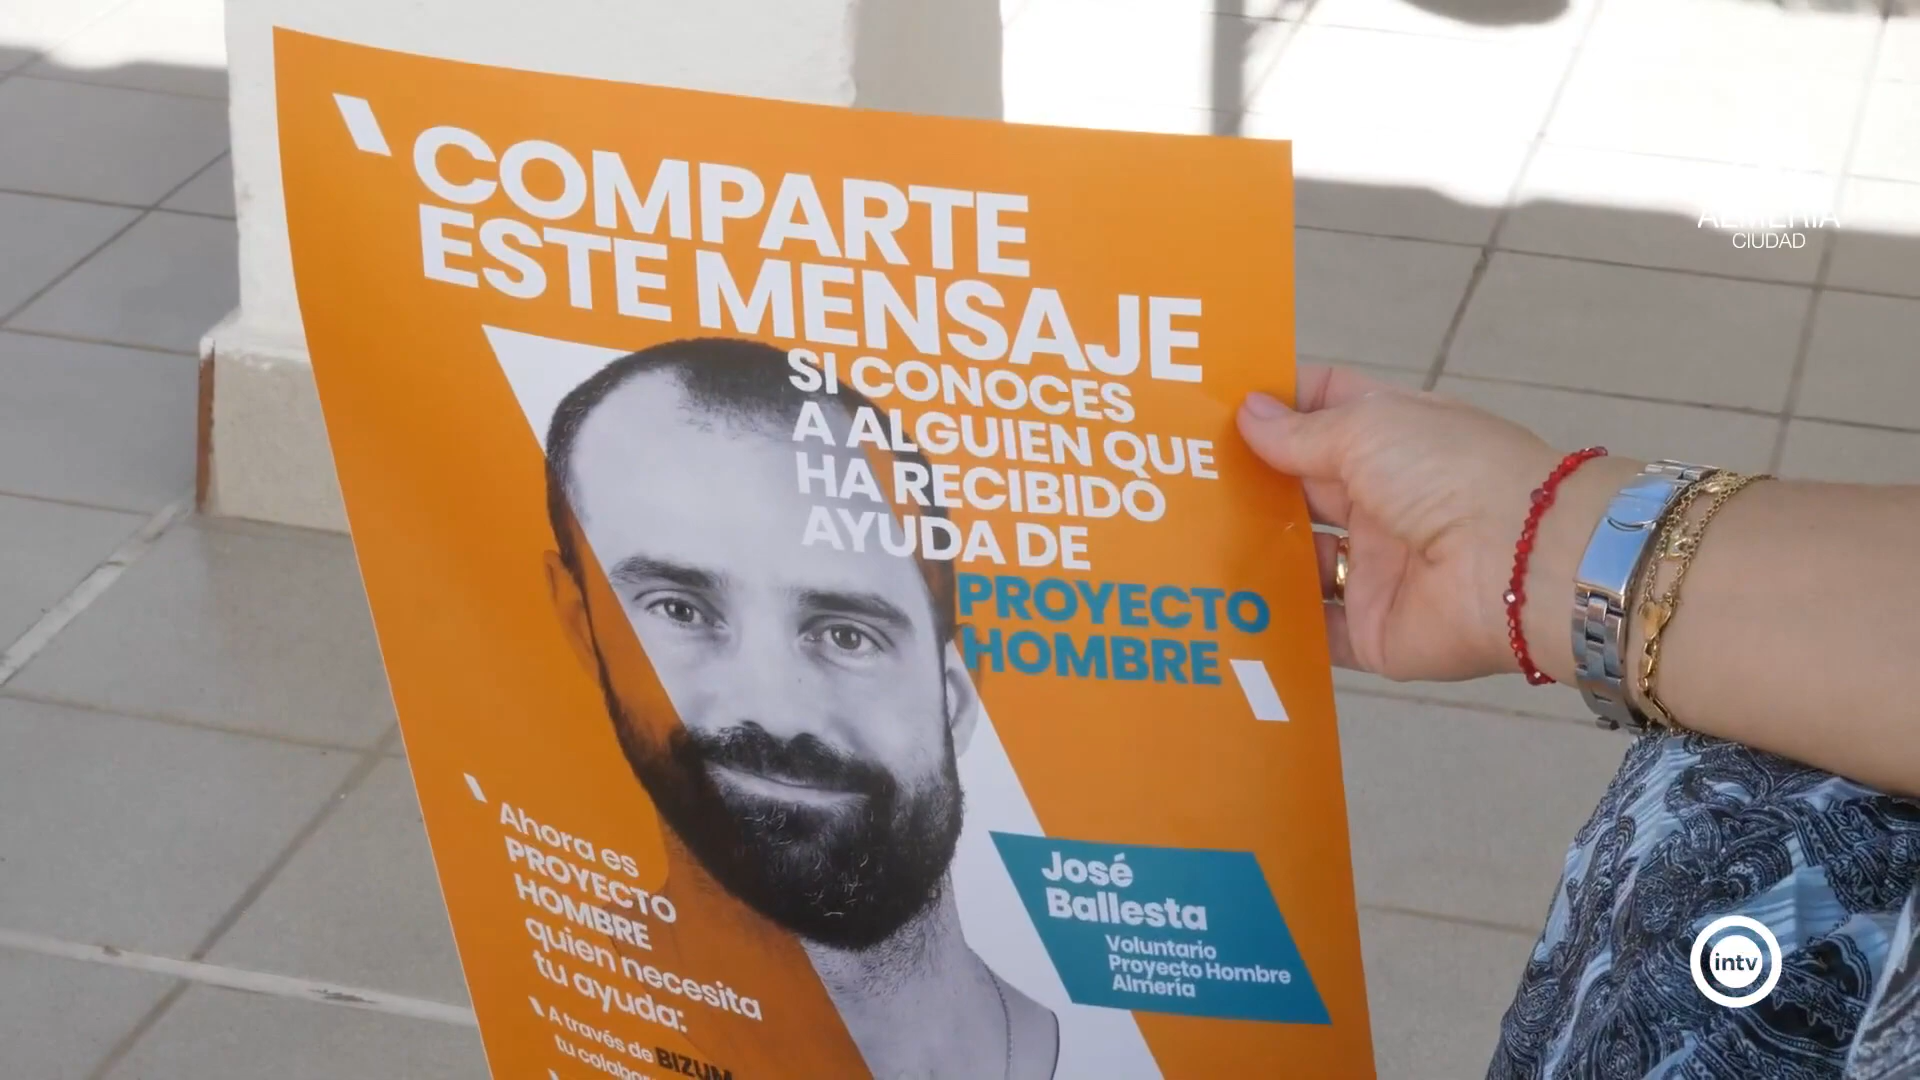 COMPARTE
ESTE MENSAJE
SI CONOCES
A ALGUIEN QUE
HA RECIBIDO
AYUDA DE
PROYECTO
HOMBRE
Ahora es
PROYECTO
HOMBRE
quien necesita
tu ayuda:
A través de BIZUM
José
Ballesta
Voluntario
Proyecto Hombre
Almería
ALMERÍA
CIUDAD
intv